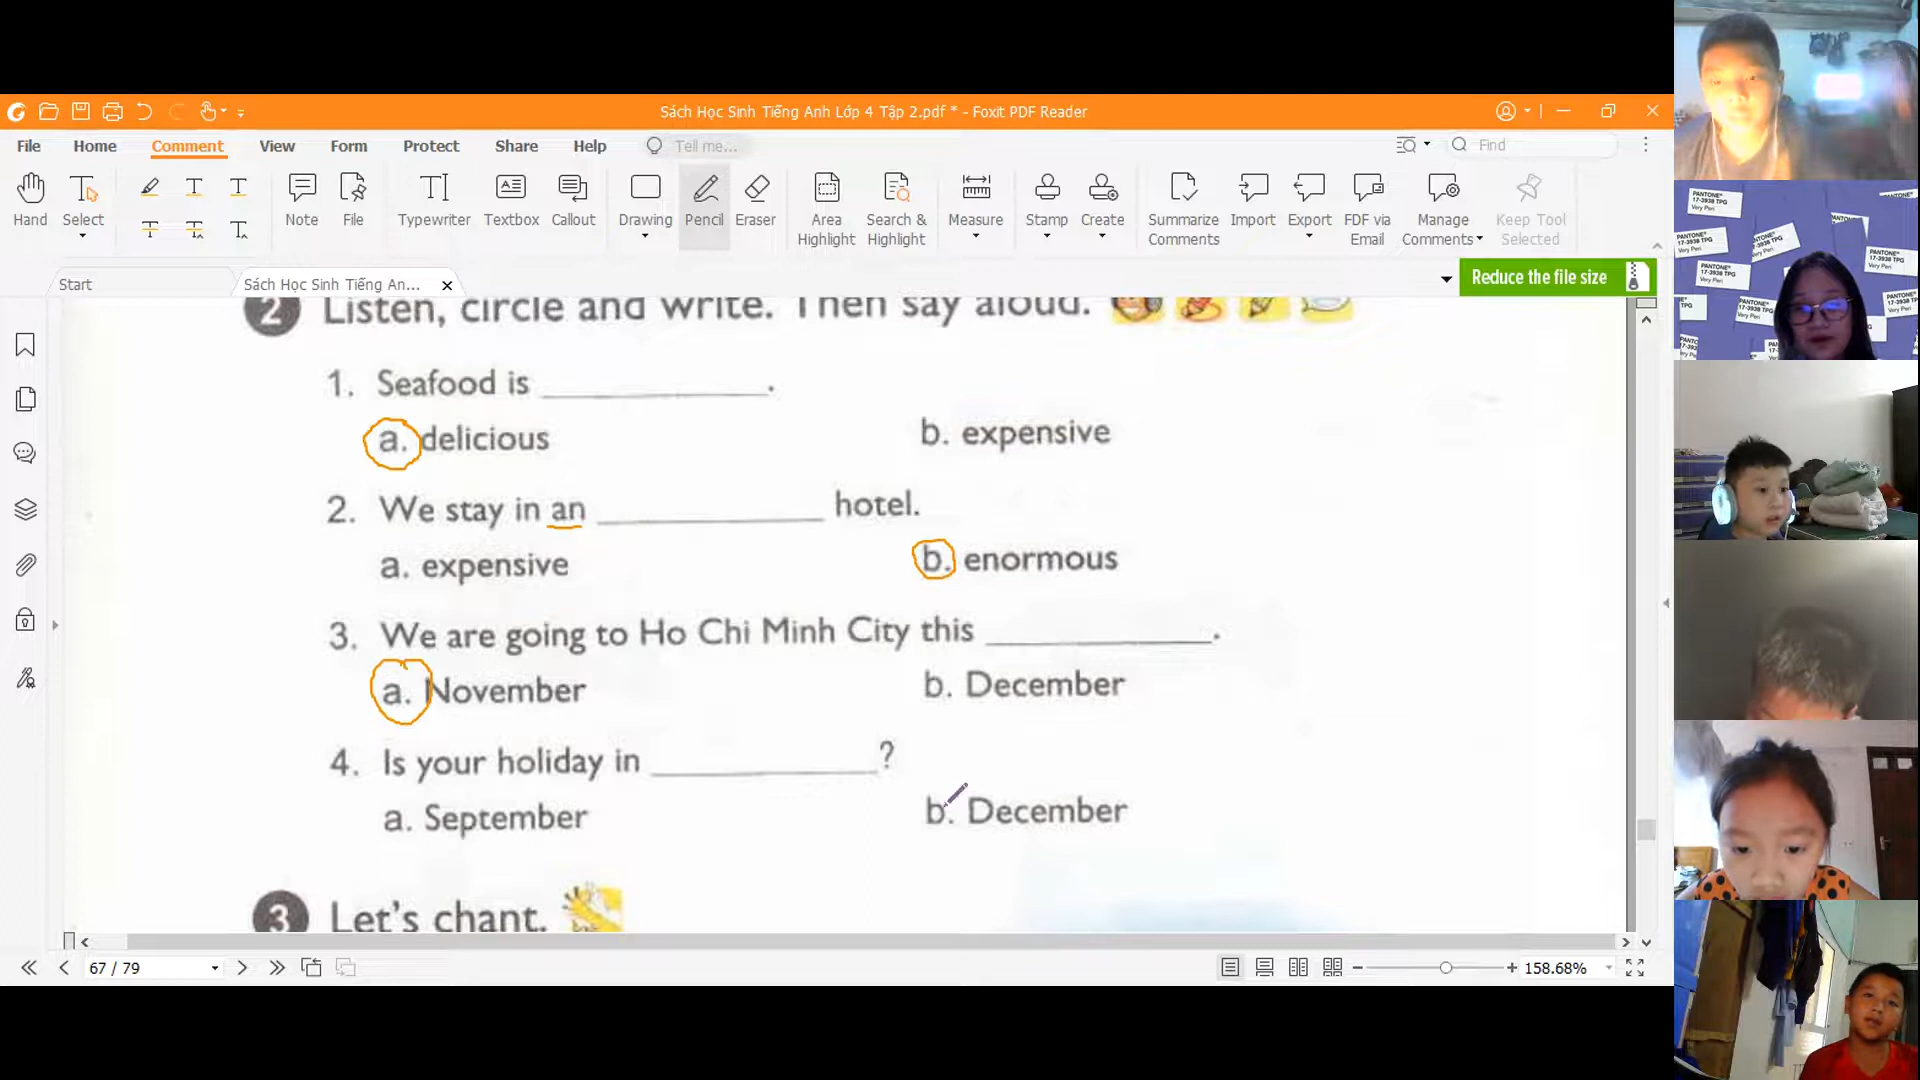 Sách Học Sinh Tiếng Anh Lớp 4 Tập 2.pdf * - Foxit PDF Reader
File Home Comment View Form Protect Share Help Tell me... Find
Hand Select Note File Typewriter Textbox Callout Drawing Pencil Eraser Area Highlight Search & Highlight Measure Stamp Create Summarize Comments Import Export FDF via Email Manage Comments Keep Tool Selected
Start Sách Học Sinh Tiếng An... Reduce the file size
2 Listen, circle and write. Then say aloud.
1. Seafood is ____________.
a. delicious b. expensive
2. We stay in an ____________ hotel.
a. expensive b. enormous
3. We are going to Ho Chi Minh City this ____________.
a. November b. December
4. Is your holiday in ____________?
a. September b. December
3 Let's chant.
67 / 79 158.68%
PANTONE®
17-3938 TPG
Very Peri